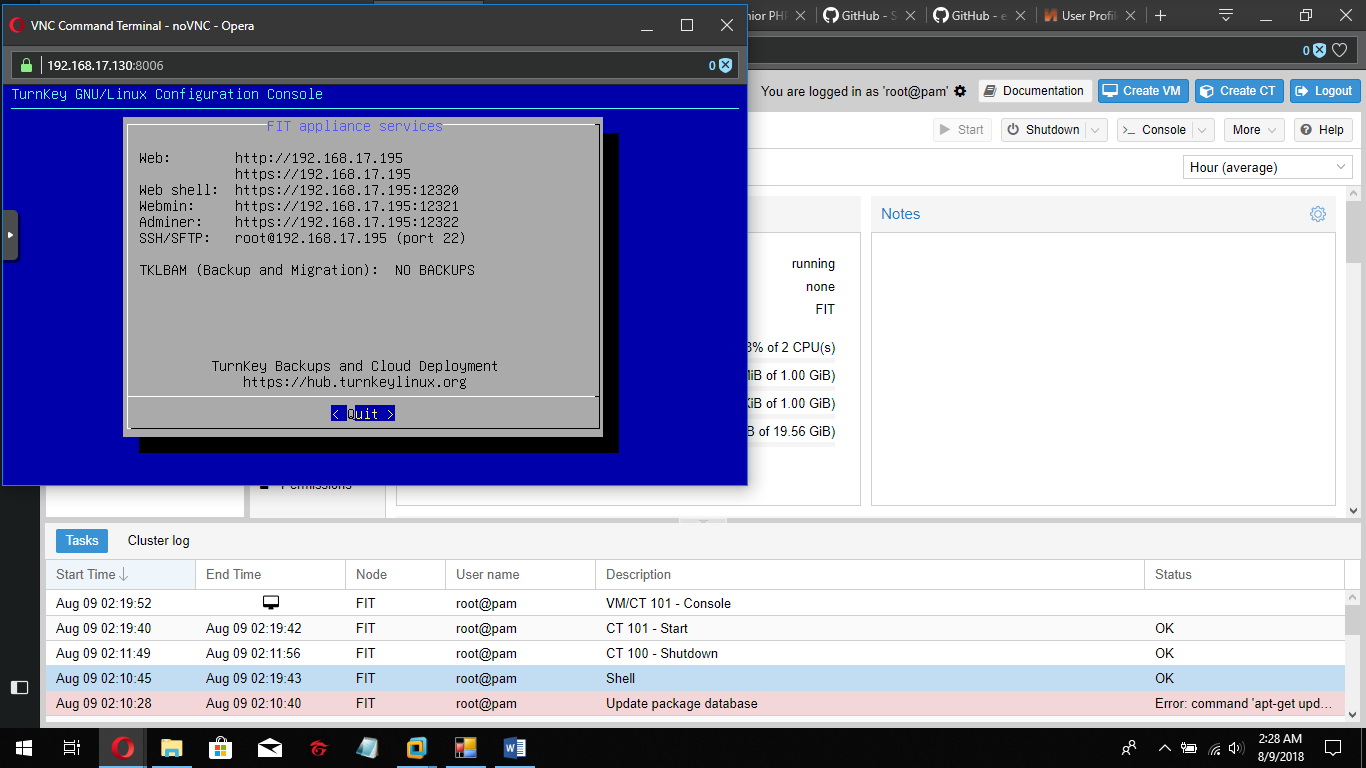 VNC Command Terminal - noVNC - Opera
nior PHP
GitHub - S
GitHub - e
User Profil
192.168.17.130:8006
0
0
TurnKey GNU/Linux Configuration Console
You are logged in as 'root@pam'
Documentation
Create VM
Create CT
Logout
FIT appliance services
Start
Shutdown
Console
More
Help
Web: http://192.168.17.195
https://192.168.17.195
Web shell: https://192.168.17.195:12320
Webmin: https://192.168.17.195:12321
Adminer: https://192.168.17.195:12322
SSH/SFTP: root@192.168.17.195 (port 22)
TKLBAM (Backup and Migration): NO BACKUPS
TurnKey Backups and Cloud Deployment
https://hub.turnkeylinux.org
< Quit >
Hour (average)
Notes
running
none
FIT
3% of 2 CPU(s)
MiB of 1.00 GiB)
KiB of 1.00 GiB)
B of 19.56 GiB)
Permissions
Tasks
Cluster log
Start Time End Time Node User name Description Status
Aug 09 02:19:52 FIT root@pam VM/CT 101 - Console
Aug 09 02:19:40 Aug 09 02:19:42 FIT root@pam CT 101 - Start OK
Aug 09 02:11:49 Aug 09 02:11:56 FIT root@pam CT 100 - Shutdown OK
Aug 09 02:10:45 Aug 09 02:19:43 FIT root@pam Shell OK
Aug 09 02:10:28 Aug 09 02:10:40 FIT root@pam Update package database Error: command 'apt-get upd...
2:28 AM
8/9/2018